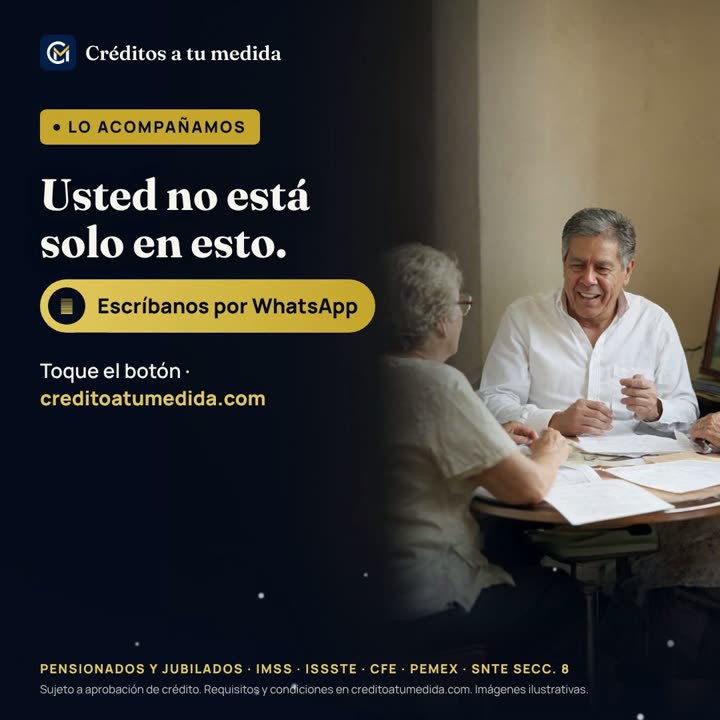 Créditos a tu medida
• LO ACOMPAÑAMOS
Usted no está
solo en esto.
Escríbanos por WhatsApp
Toque el botón ·
creditoatumedida.com
PENSIONADOS Y JUBILADOS · IMSS · ISSSTE · CFE · PEMEX · SNTE SECC. 8
Sujeto a aprobación de crédito. Requisitos y condiciones en creditoatumedida.com. Imágenes ilustrativas.